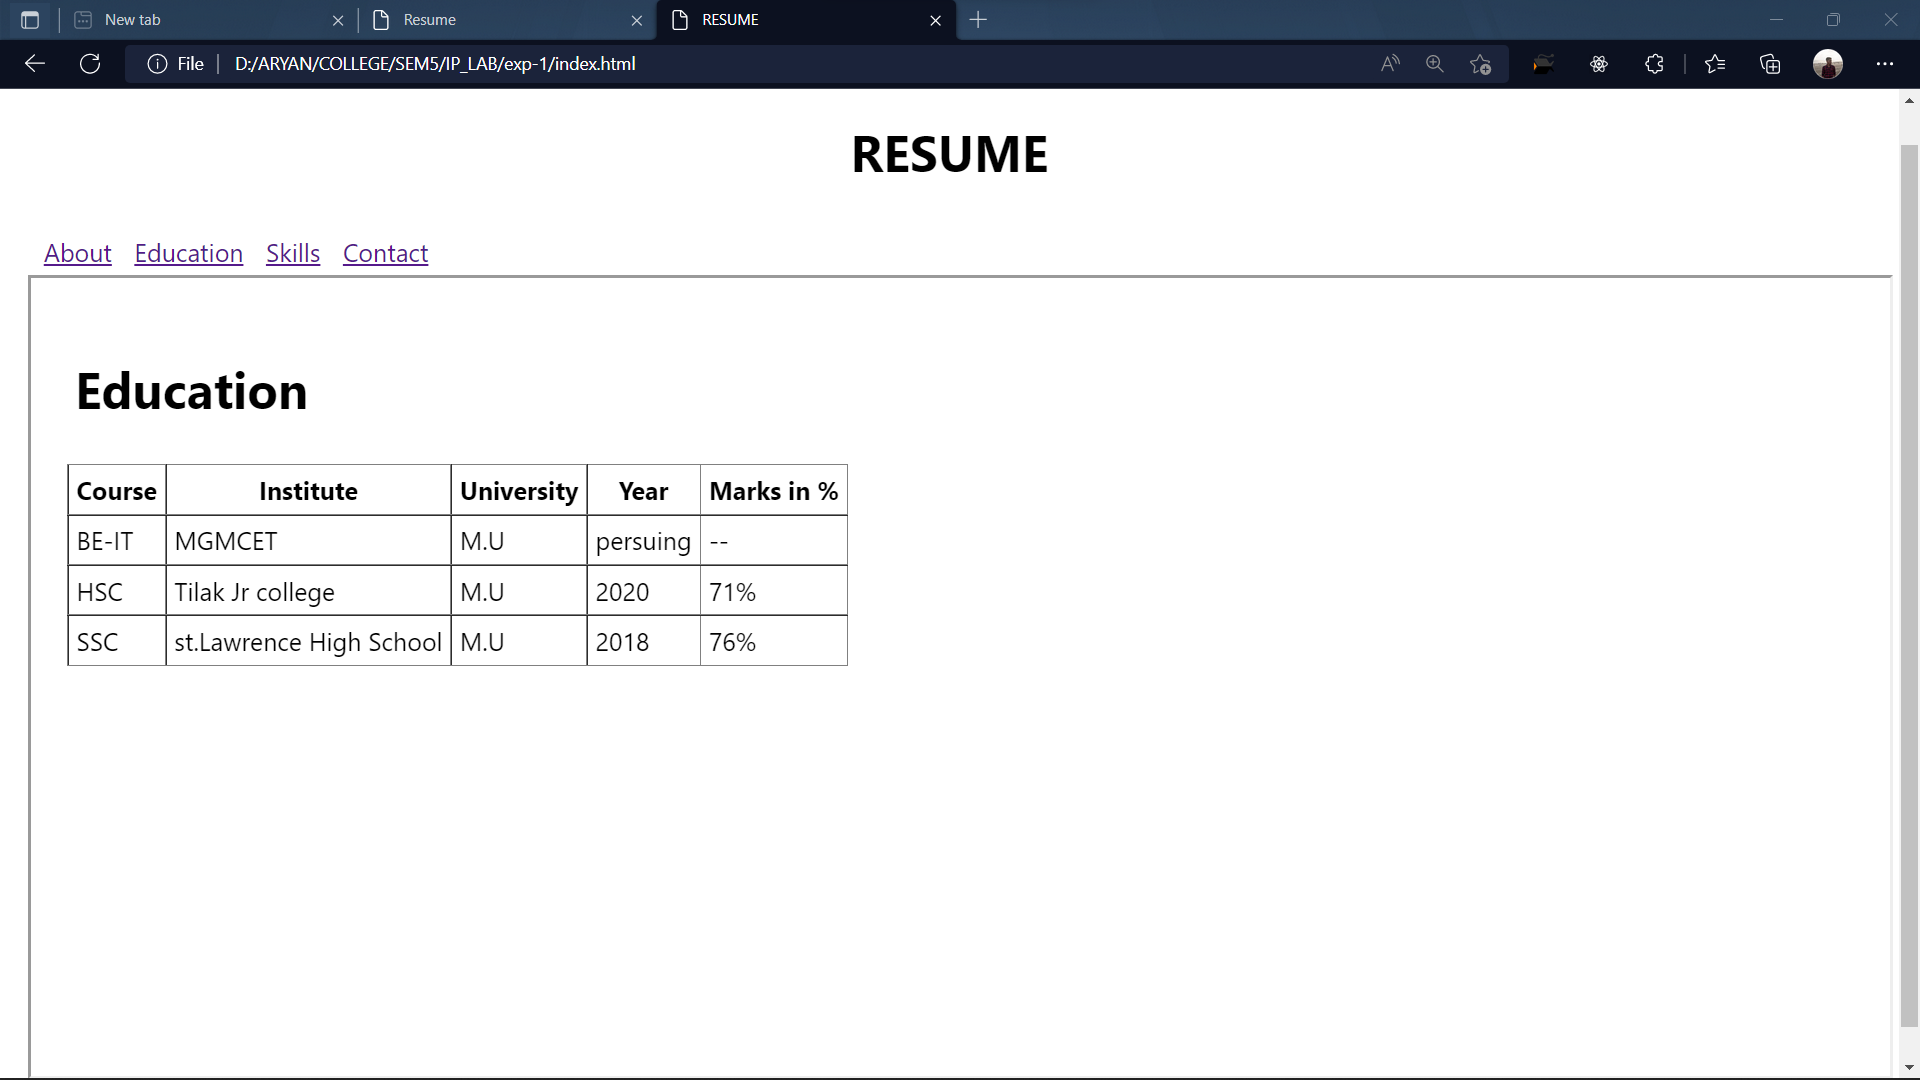 New tab
Resume
RESUME
File
D:/ARYAN/COLLEGE/SEM5/IP_LAB/exp-1/index.html
RESUME
About Education Skills Contact
Education
Course Institute University Year Marks in %
BE-IT MGMCET M.U persuing --
HSC Tilak Jr college M.U 2020 71%
SSC st.Lawrence High School M.U 2018 76%